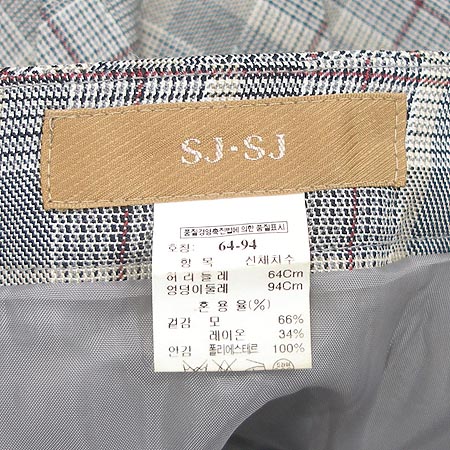 SJ·SJ
품질경영촉진법에 의한 품질표시
호칭: 64-94
항 목 신체치수
허리둘레 64Cm
엉덩이둘레 94Cm
혼용율(%)
겉감 모 66%
레이온 34%
안감 폴리에스테르 100%